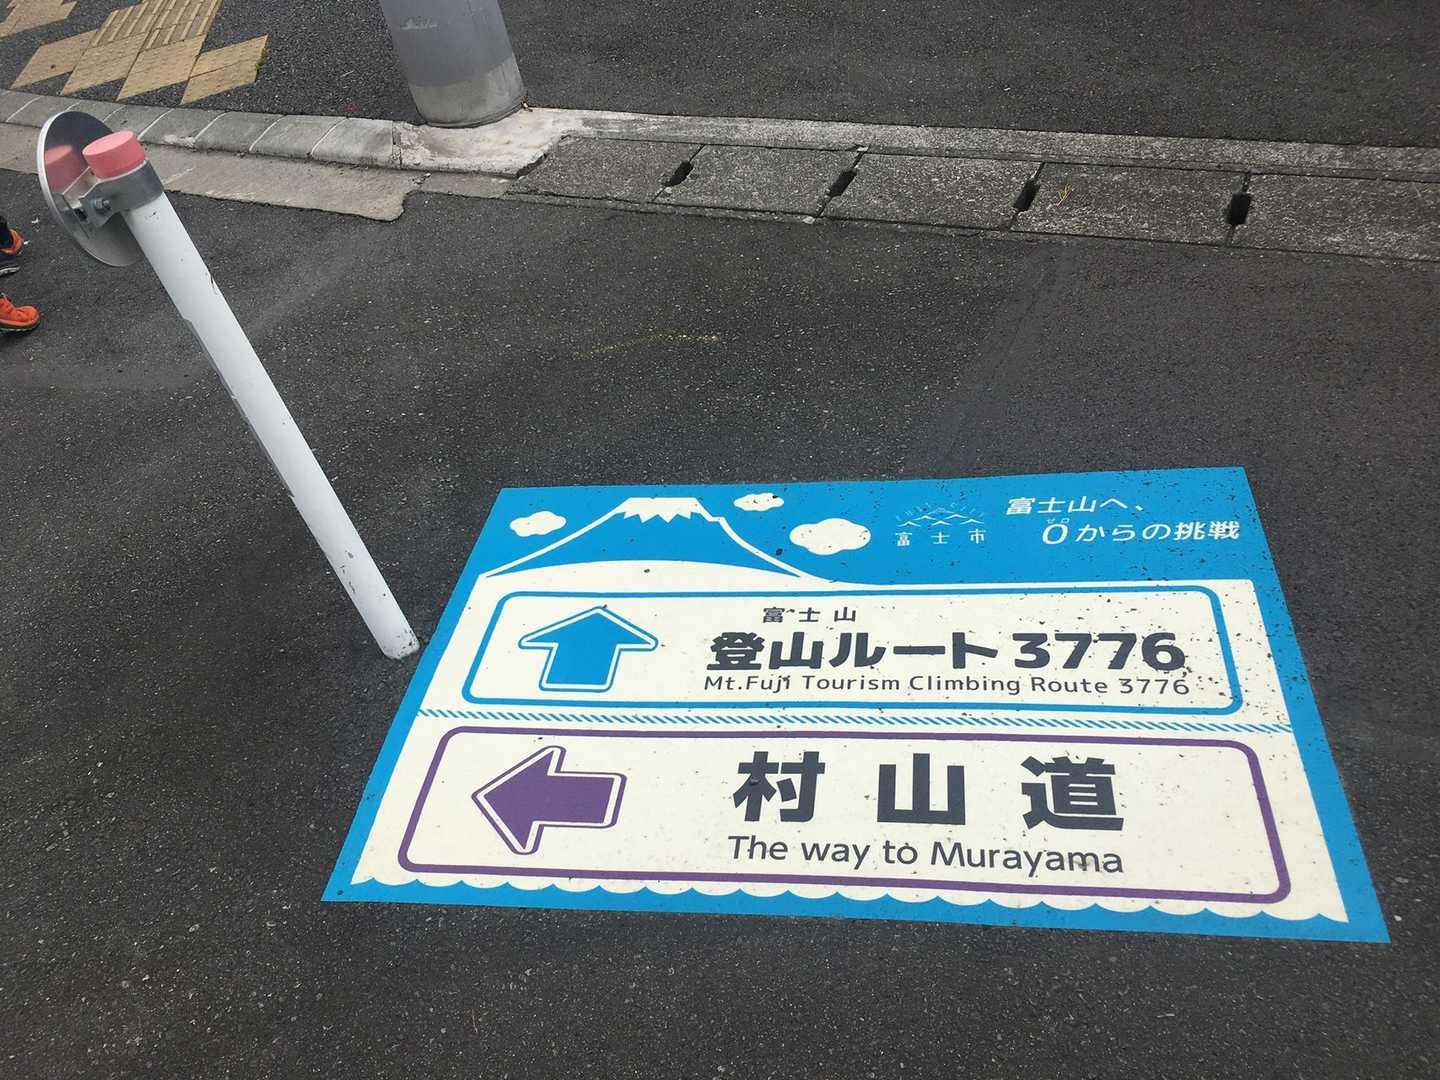 富士市
富士山へ、
ゼロ
0からの挑戦
富士山
登山ルート3776
Mt.Fuji Tourism Climbing Route 3776
村山道
The way to Murayama